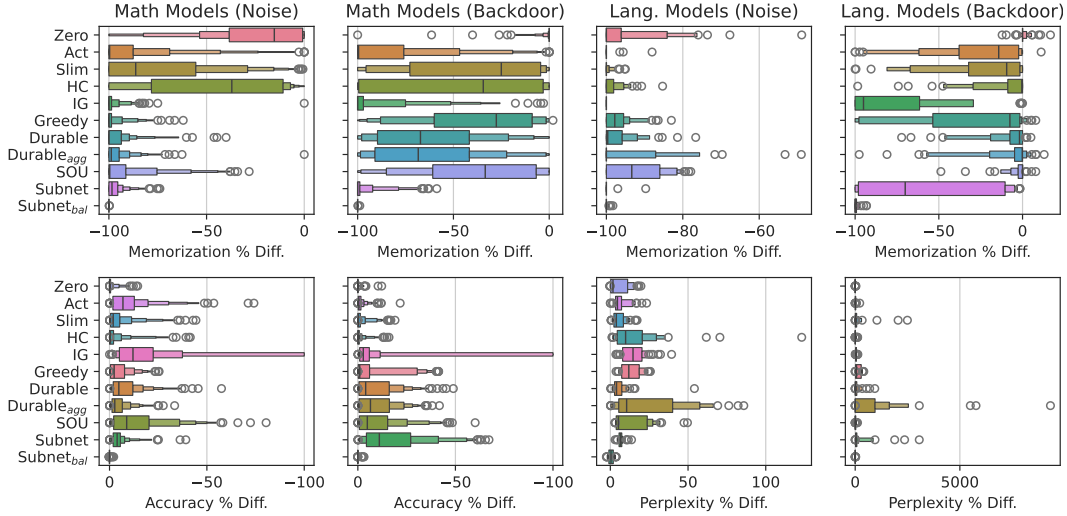 Math Models (Noise) Math Models (Backdoor) Lang. Models (Noise) Lang. Models (Backdoor)
Zero
Act
Slim
HC
IG
Greedy
Durable
Durable_agg
SOU
Subnet
Subnet_bal
−100 −50 0 −100 −50 0 −100 −80 −60 −100 −50 0
Memorization % Diff. Memorization % Diff. Memorization % Diff. Memorization % Diff.
Zero
Act
Slim
HC
IG
Greedy
Durable
Durable_agg
SOU
Subnet
Subnet_bal
0 −50 −100 0 −50 −100 0 50 100 0 5000
Accuracy % Diff. Accuracy % Diff. Perplexity % Diff. Perplexity % Diff.